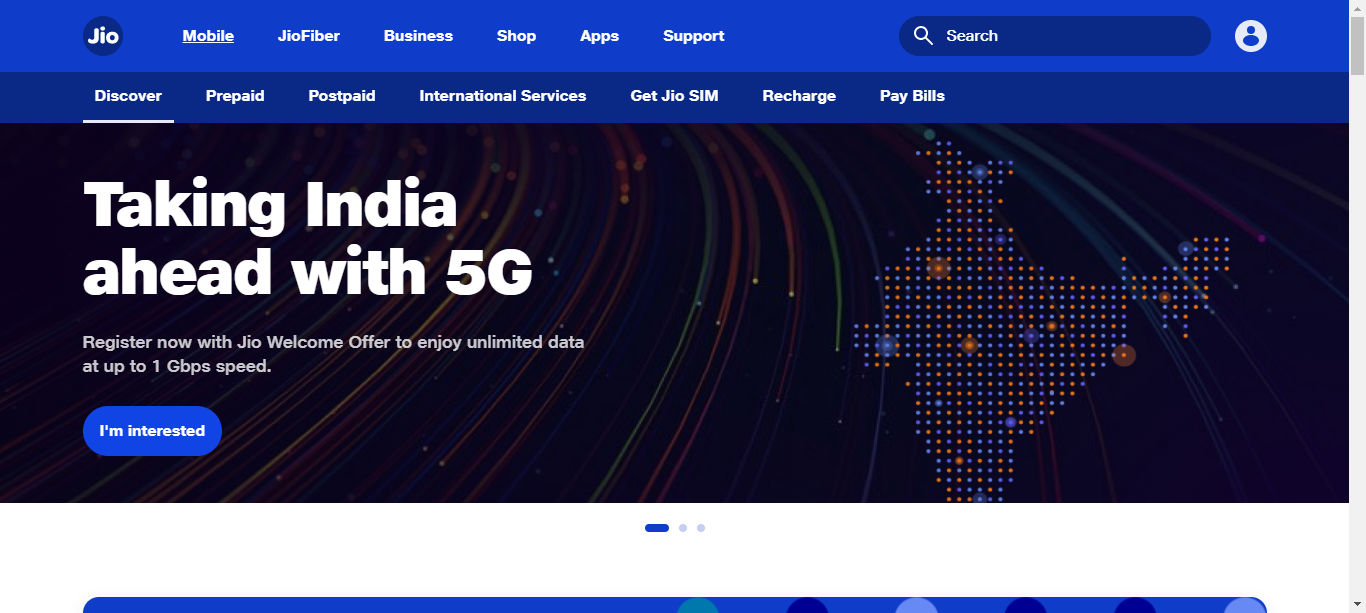 Jio
Mobile
JioFiber
Business
Shop
Apps
Support
Search
Discover
Prepaid
Postpaid
International Services
Get Jio SIM
Recharge
Pay Bills
Taking India
ahead with 5G
Register now with Jio Welcome Offer to enjoy unlimited data
at up to 1 Gbps speed.
I'm interested